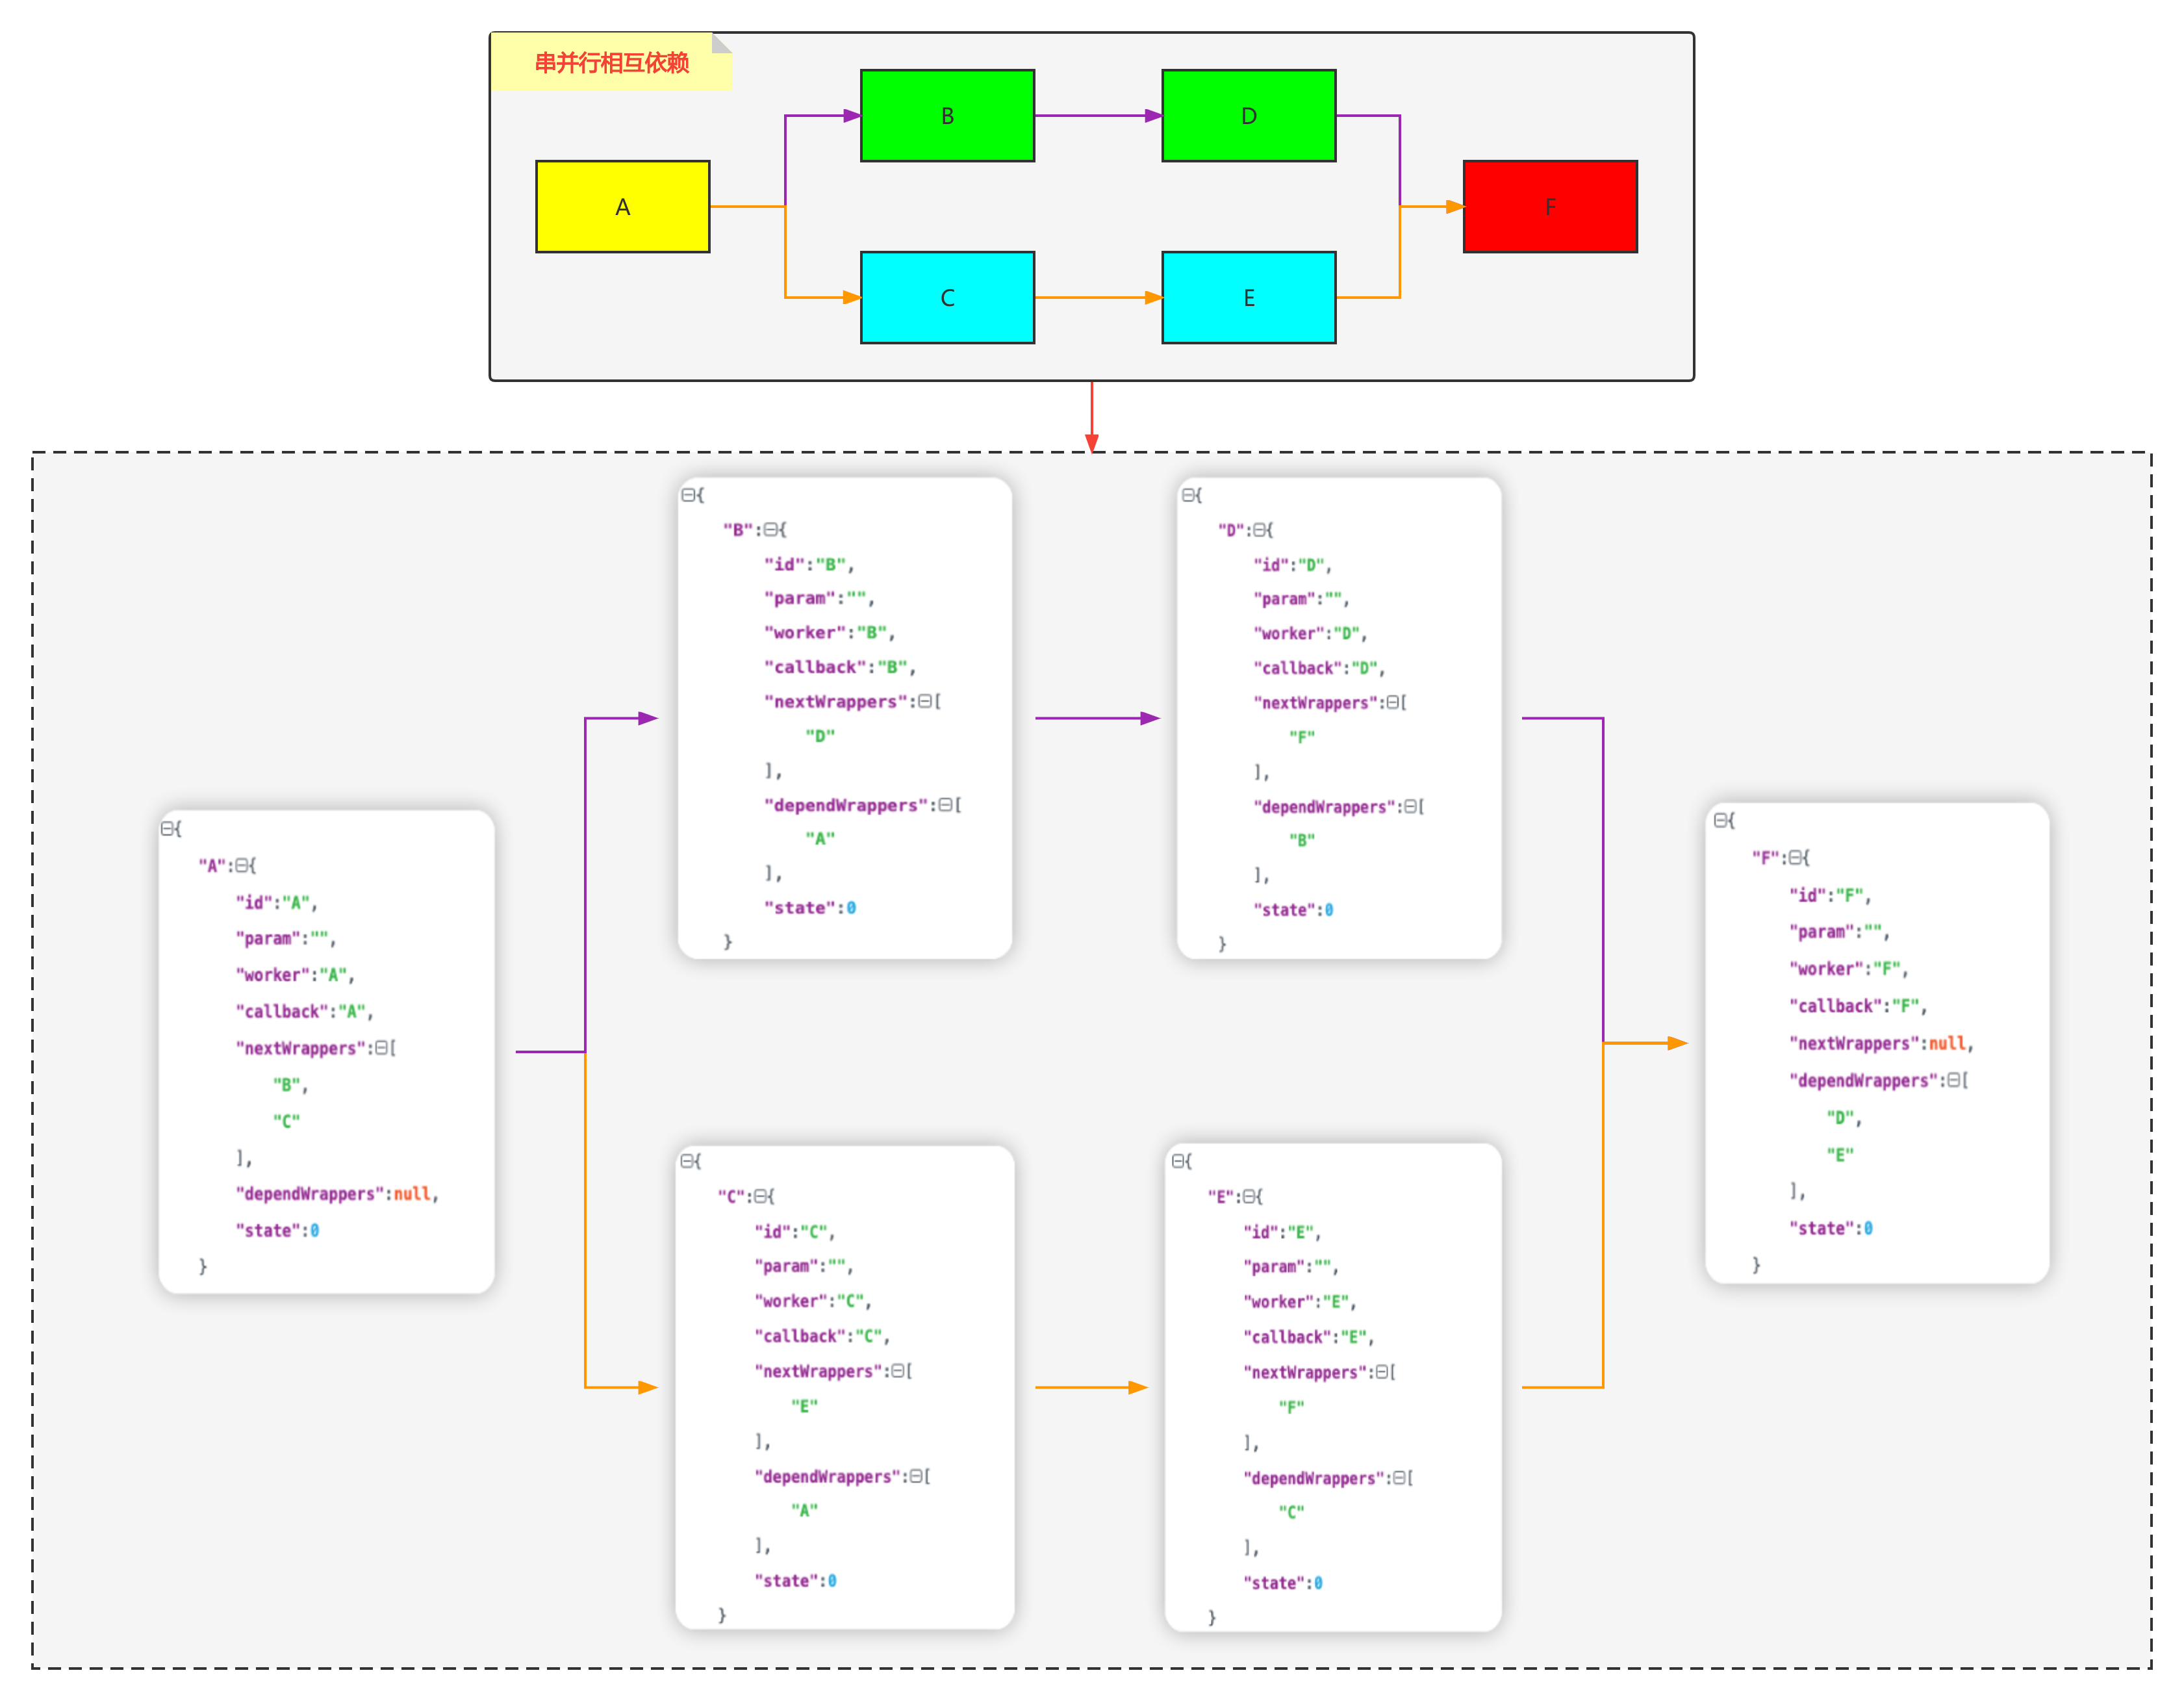 串并行相互依赖
B
D
A
F
C
E
{
"A":{
"id":"A",
"param":"",
"worker":"A",
"callback":"A",
"nextWrappers":[
"B",
"C"
],
"dependWrappers":null,
"state":0
}
{
"B":{
"id":"B",
"param":"",
"worker":"B",
"callback":"B",
"nextWrappers":[
"D"
],
"dependWrappers":[
"A"
],
"state":0
}
{
"D":{
"id":"D",
"param":"",
"worker":"D",
"callback":"D",
"nextWrappers":[
"F"
],
"dependWrappers":[
"B"
],
"state":0
}
{
"C":{
"id":"C",
"param":"",
"worker":"C",
"callback":"C",
"nextWrappers":[
"E"
],
"dependWrappers":[
"A"
],
"state":0
}
{
"E":{
"id":"E",
"param":"",
"worker":"E",
"callback":"E",
"nextWrappers":[
"F"
],
"dependWrappers":[
"C"
],
"state":0
}
{
"F":{
"id":"F",
"param":"",
"worker":"F",
"callback":"F",
"nextWrappers":null,
"dependWrappers":[
"D",
"E"
],
"state":0
}